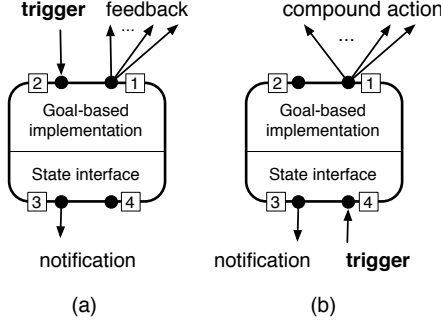 trigger feedback
...
2 1
Goal-based
implementation
State interface
3 4
notification
(a)
compound action
...
2 1
Goal-based
implementation
State interface
3 4
notification trigger
(b)